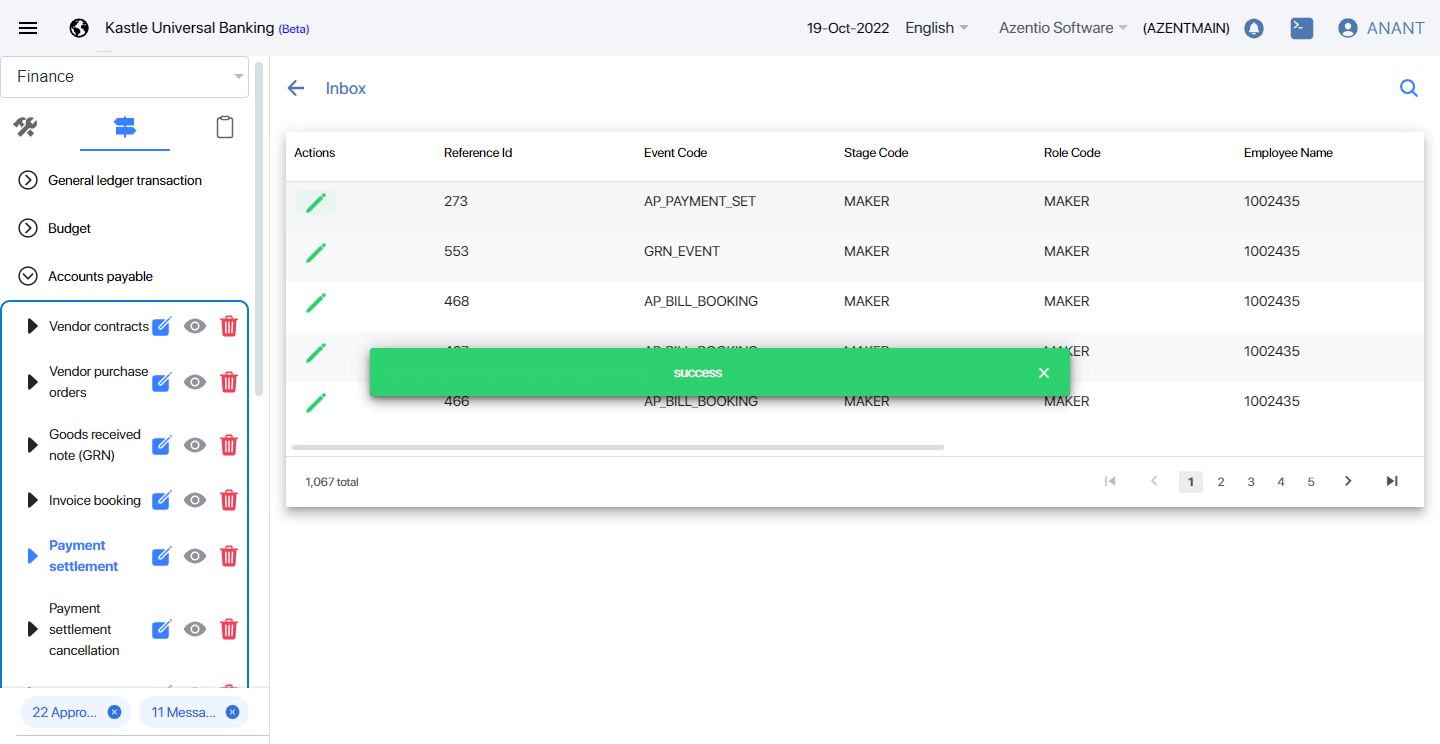 Kastle Universal Banking (Beta)
19-Oct-2022 English Azentio Software (AZENTMAIN) ANANT
Finance
General ledger transaction
Budget
Accounts payable
Vendor contracts
Vendor purchase
orders
Goods received
note (GRN)
Invoice booking
Payment
settlement
Payment
settlement
cancellation
22 Appro... 11 Messa...
Inbox
Actions Reference Id Event Code Stage Code Role Code Employee Name
273 AP_PAYMENT_SET MAKER MAKER 1002435
553 GRN_EVENT MAKER MAKER 1002435
468 AP_BILL_BOOKING MAKER MAKER 1002435
1002435
success
466 AP_BILL_BOOKING MAKER MAKER 1002435
1,067 total 1 2 3 4 5